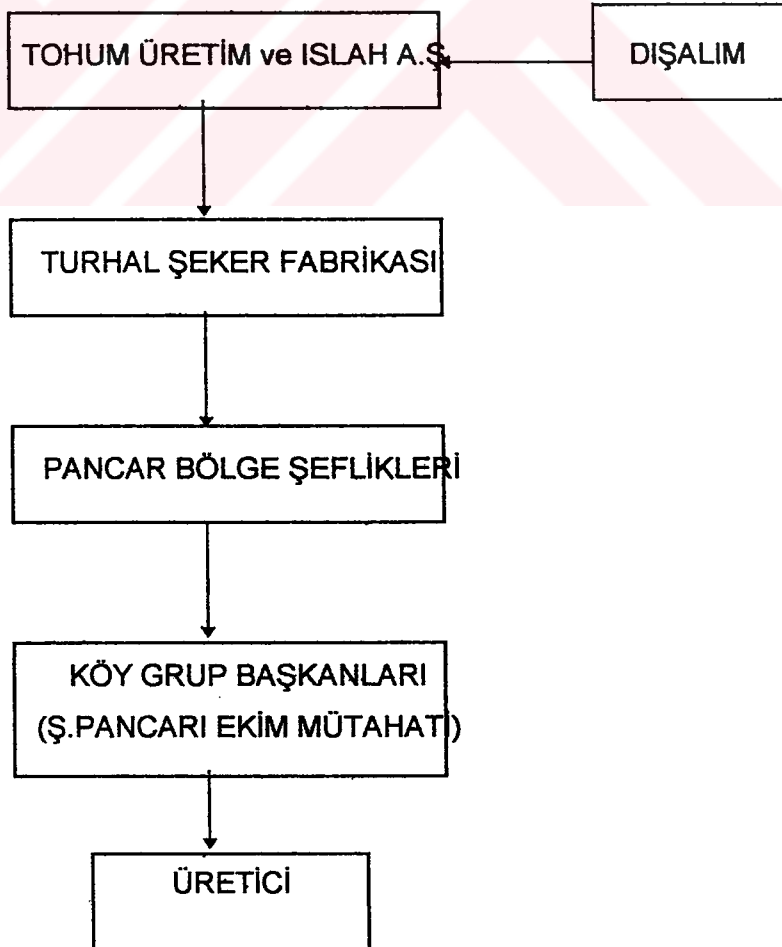 TOHUM ÜRETİM ve ISLAH A.Ş
DIŞALIM
TURHAL ŞEKER FABRİKASI
PANCAR BÖLGE ŞEFLİKLERİ
KÖY GRUP BAŞKANLARI
(Ş.PANCARI EKİM MÜTAHATİ)
ÜRETİCİ